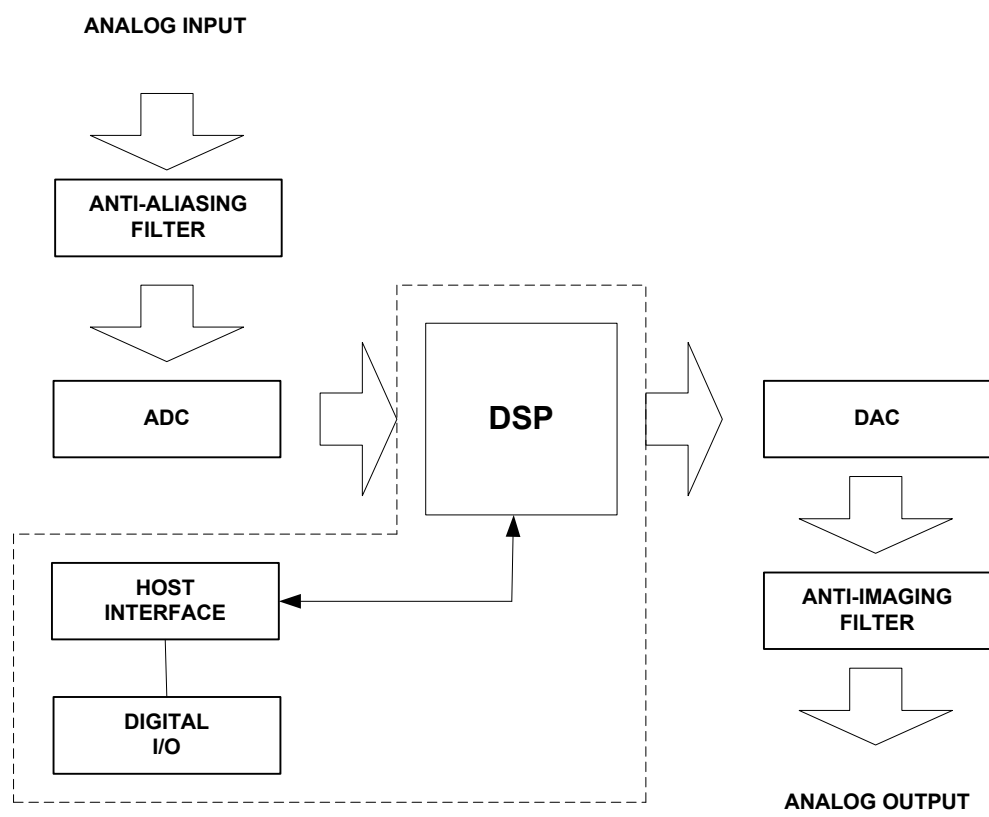 ANALOG INPUT
ANTI-ALIASING
FILTER
ADC
DSP
DAC
HOST
INTERFACE
ANTI-IMAGING
FILTER
DIGITAL
I/O
ANALOG OUTPUT